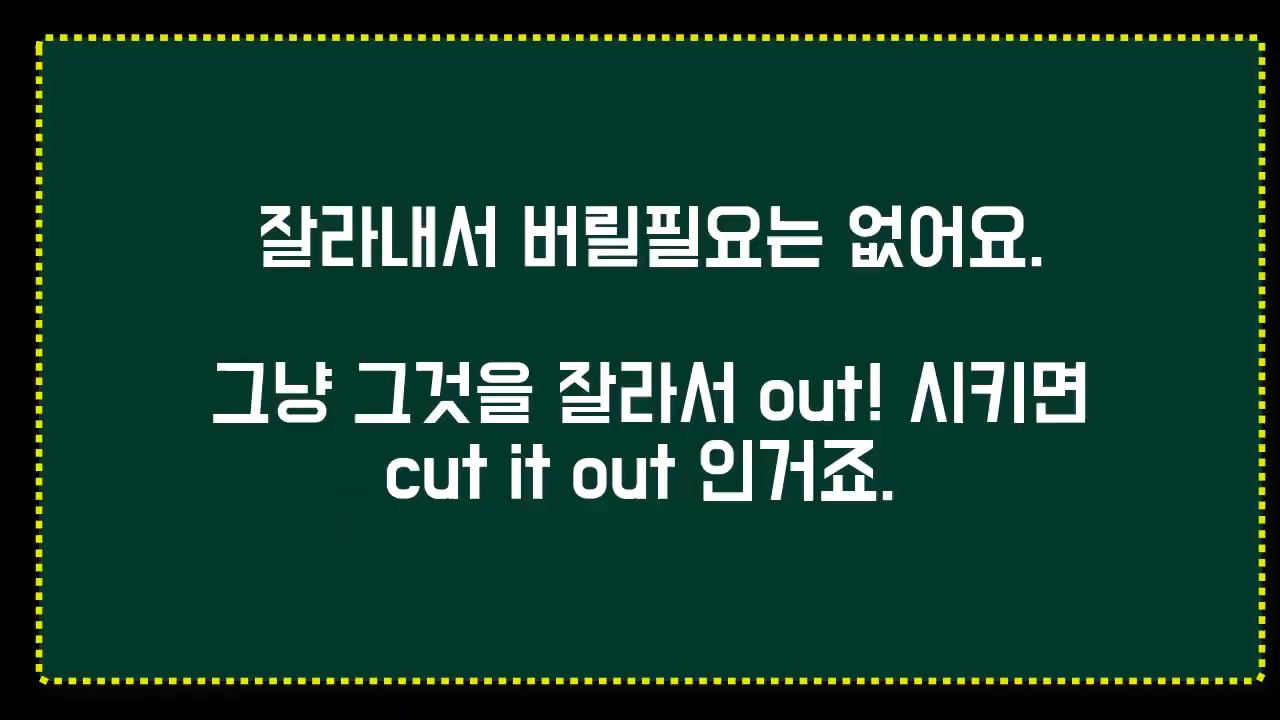 잘라내서 버릴필요는 없어요.
그냥 그것을 잘라서 out! 시키면
cut it out 인거죠.